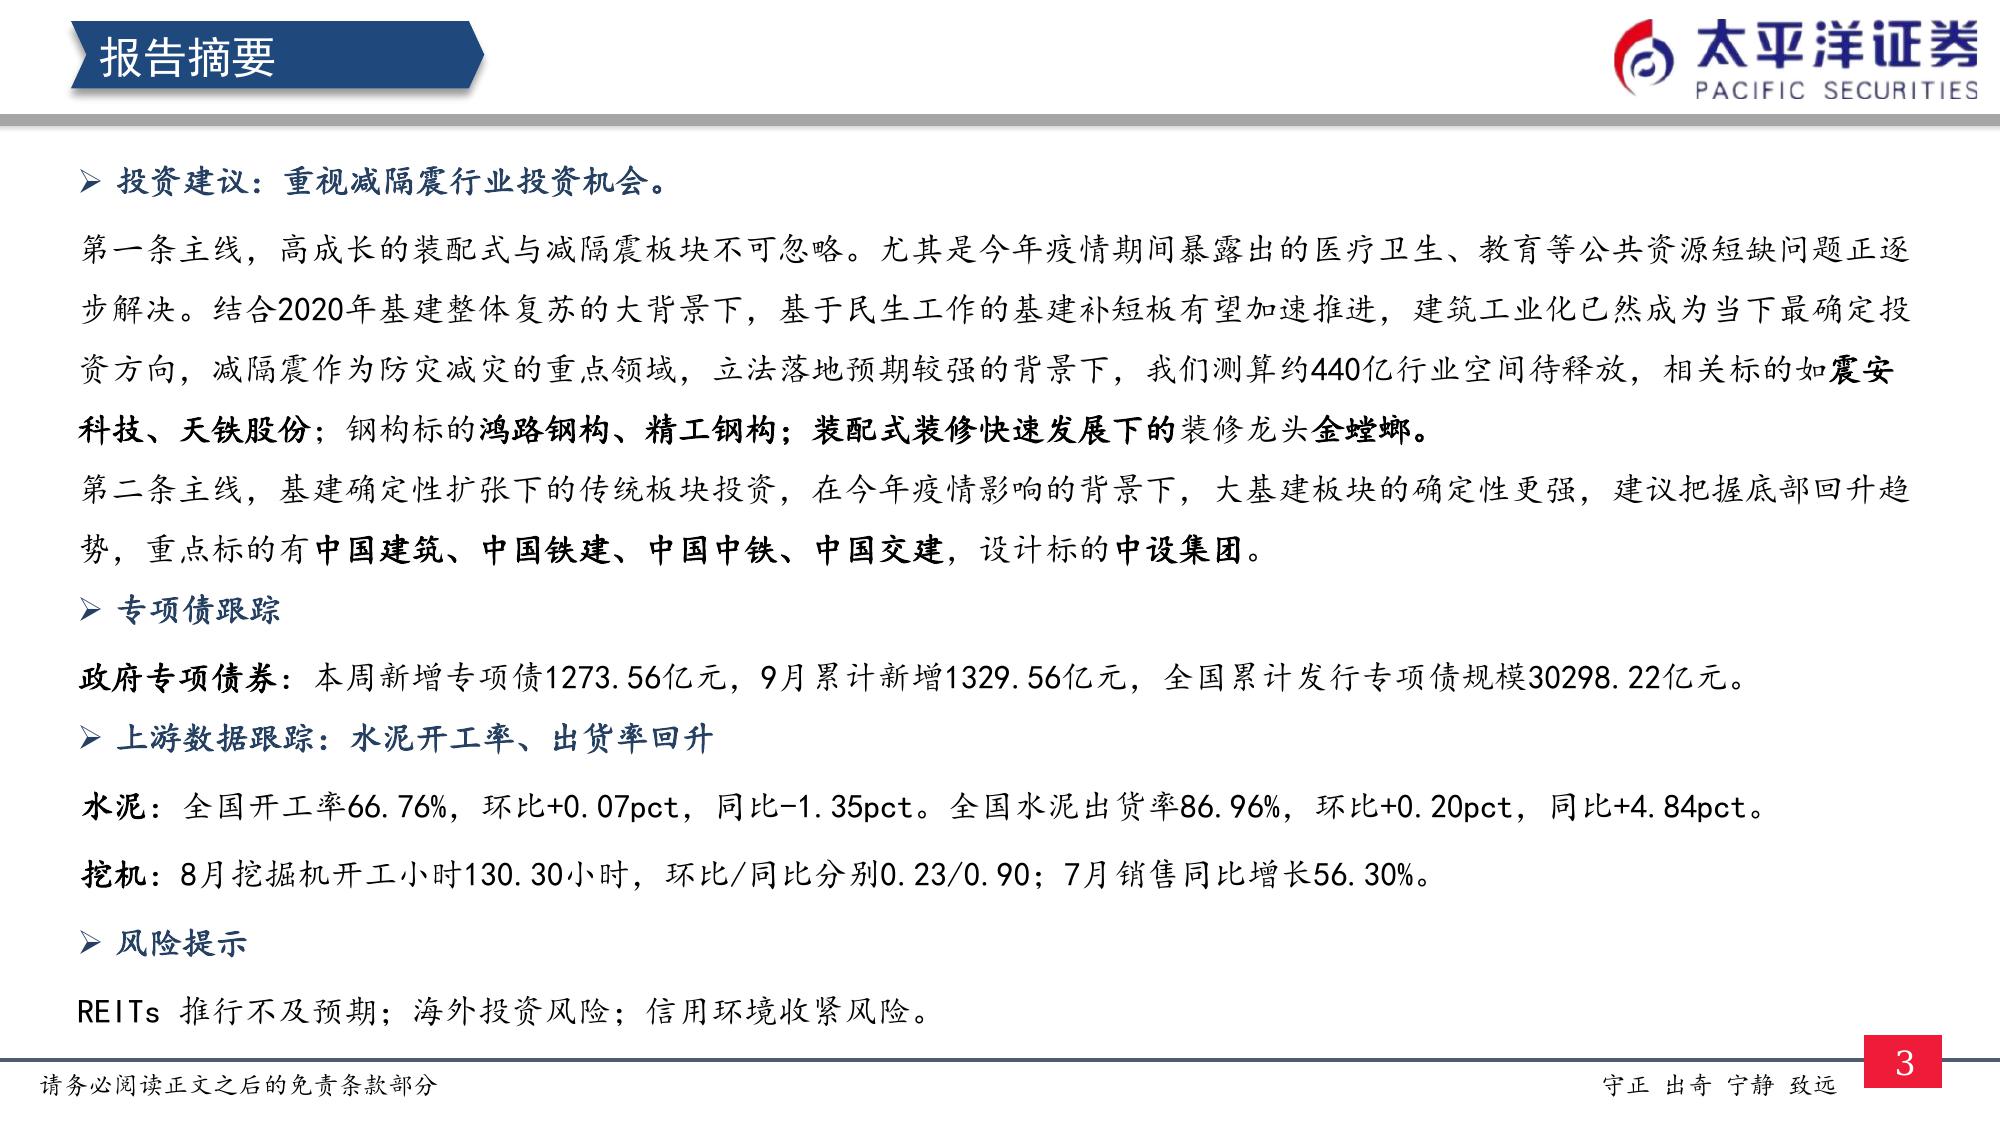 报告摘要
太平洋证券
PACIFIC SECURITIES
➢ 投资建议：重视减隔震行业投资机会。
第一条主线，高成长的装配式与减隔震板块不可忽略。尤其是今年疫情期间暴露出的医疗卫生、教育等公共资源短缺问题正逐
步解决。结合2020年基建整体复苏的大背景下，基于民生工作的基建补短板有望加速推进，建筑工业化已然成为当下最确定投
资方向，减隔震作为防灾减灾的重点领域，立法落地预期较强的背景下，我们测算约440亿行业空间待释放，相关标的如震安
科技、天铁股份；钢构标的鸿路钢构、精工钢构；装配式装修快速发展下的装修龙头金螳螂。
第二条主线，基建确定性扩张下的传统板块投资，在今年疫情影响的背景下，大基建板块的确定性更强，建议把握底部回升趋
势，重点标的有中国建筑、中国铁建、中国中铁、中国交建，设计标的中设集团。
➢ 专项债跟踪
政府专项债券：本周新增专项债1273.56亿元，9月累计新增1329.56亿元，全国累计发行专项债规模30298.22亿元。
➢ 上游数据跟踪：水泥开工率、出货率回升
水泥：全国开工率66.76%，环比+0.07pct，同比-1.35pct。全国水泥出货率86.96%，环比+0.20pct，同比+4.84pct。
挖机：8月挖掘机开工小时130.30小时，环比/同比分别0.23/0.90；7月销售同比增长56.30%。
➢ 风险提示
REITs 推行不及预期；海外投资风险；信用环境收紧风险。
请务必阅读正文之后的免责条款部分
守正 出奇 宁静 致远
3